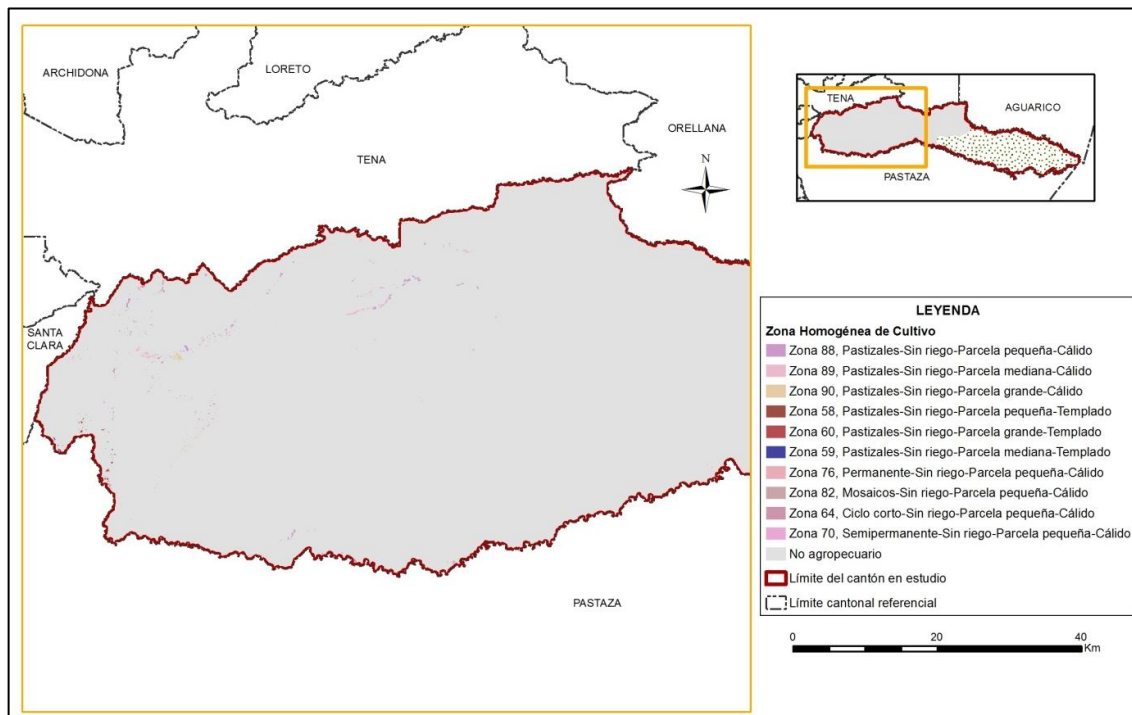 ARCHIDONA
LORETO
ORELLANA
TENA
N
SANTA
CLARA
PASTAZA
TENA
AGUARICO
PASTAZA
LEYENDA
Zona Homogénea de Cultivo
Zona 88, Pastizales-Sin riego-Parcela pequeña-Cálido
Zona 89, Pastizales-Sin riego-Parcela mediana-Cálido
Zona 90, Pastizales-Sin riego-Parcela grande-Cálido
Zona 58, Pastizales-Sin riego-Parcela pequeña-Templado
Zona 60, Pastizales-Sin riego-Parcela grande-Templado
Zona 59, Pastizales-Sin riego-Parcela mediana-Templado
Zona 76, Permanente-Sin riego-Parcela pequeña-Cálido
Zona 82, Mosaicos-Sin riego-Parcela pequeña-Cálido
Zona 64, Ciclo corto-Sin riego-Parcela pequeña-Cálido
Zona 70, Semipermanente-Sin riego-Parcela pequeña-Cálido
No agropecuario
Límite del cantón en estudio
Límite cantonal referencial
0 20 40
Km